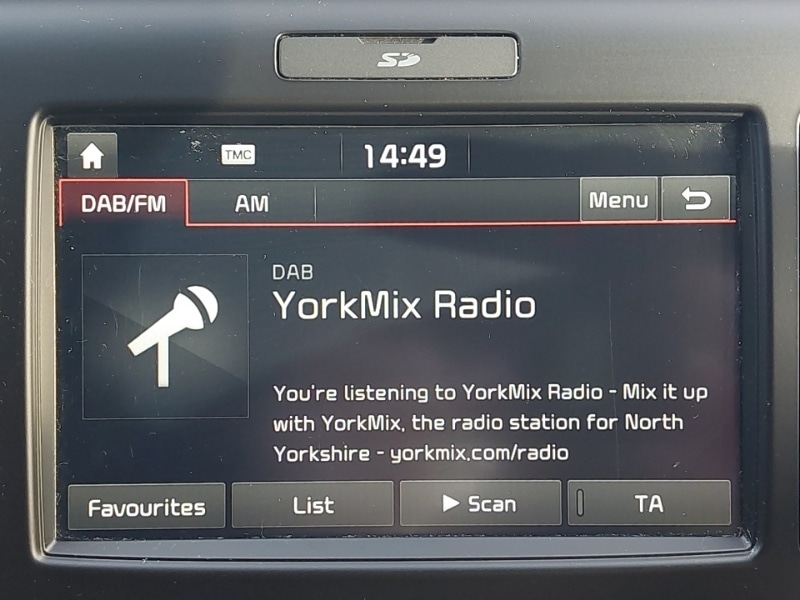 SD
TMC 14:49
DAB/FM AM Menu
DAB
YorkMix Radio
You're listening to YorkMix Radio - Mix it up
with YorkMix, the radio station for North
Yorkshire - yorkmix.com/radio
Favourites List Scan TA